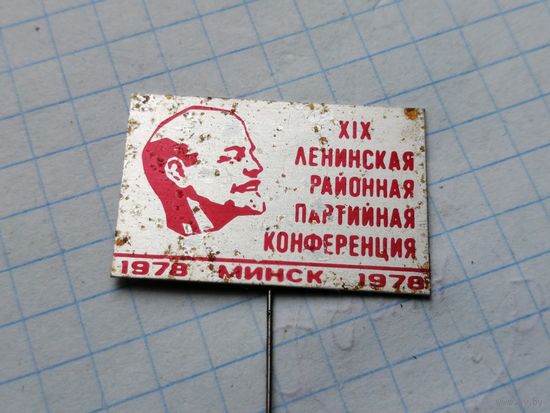 XIX
ЛЕНИНСКАЯ
РАЙОННАЯ
ПАРТИЙНАЯ
КОНФЕРЕНЦИЯ
1978 МИНСК 1978